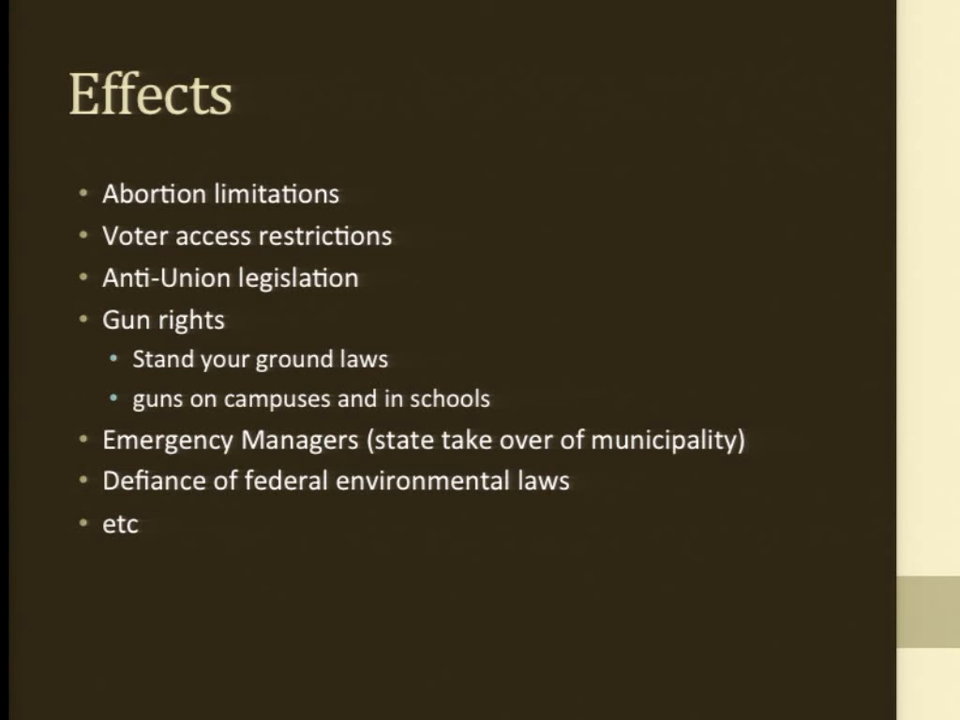 Effects
• Abortion limitations
• Voter access restrictions
• Anti-Union legislation
• Gun rights
• Stand your ground laws
• guns on campuses and in schools
• Emergency Managers (state take over of municipality)
• Defiance of federal environmental laws
• etc